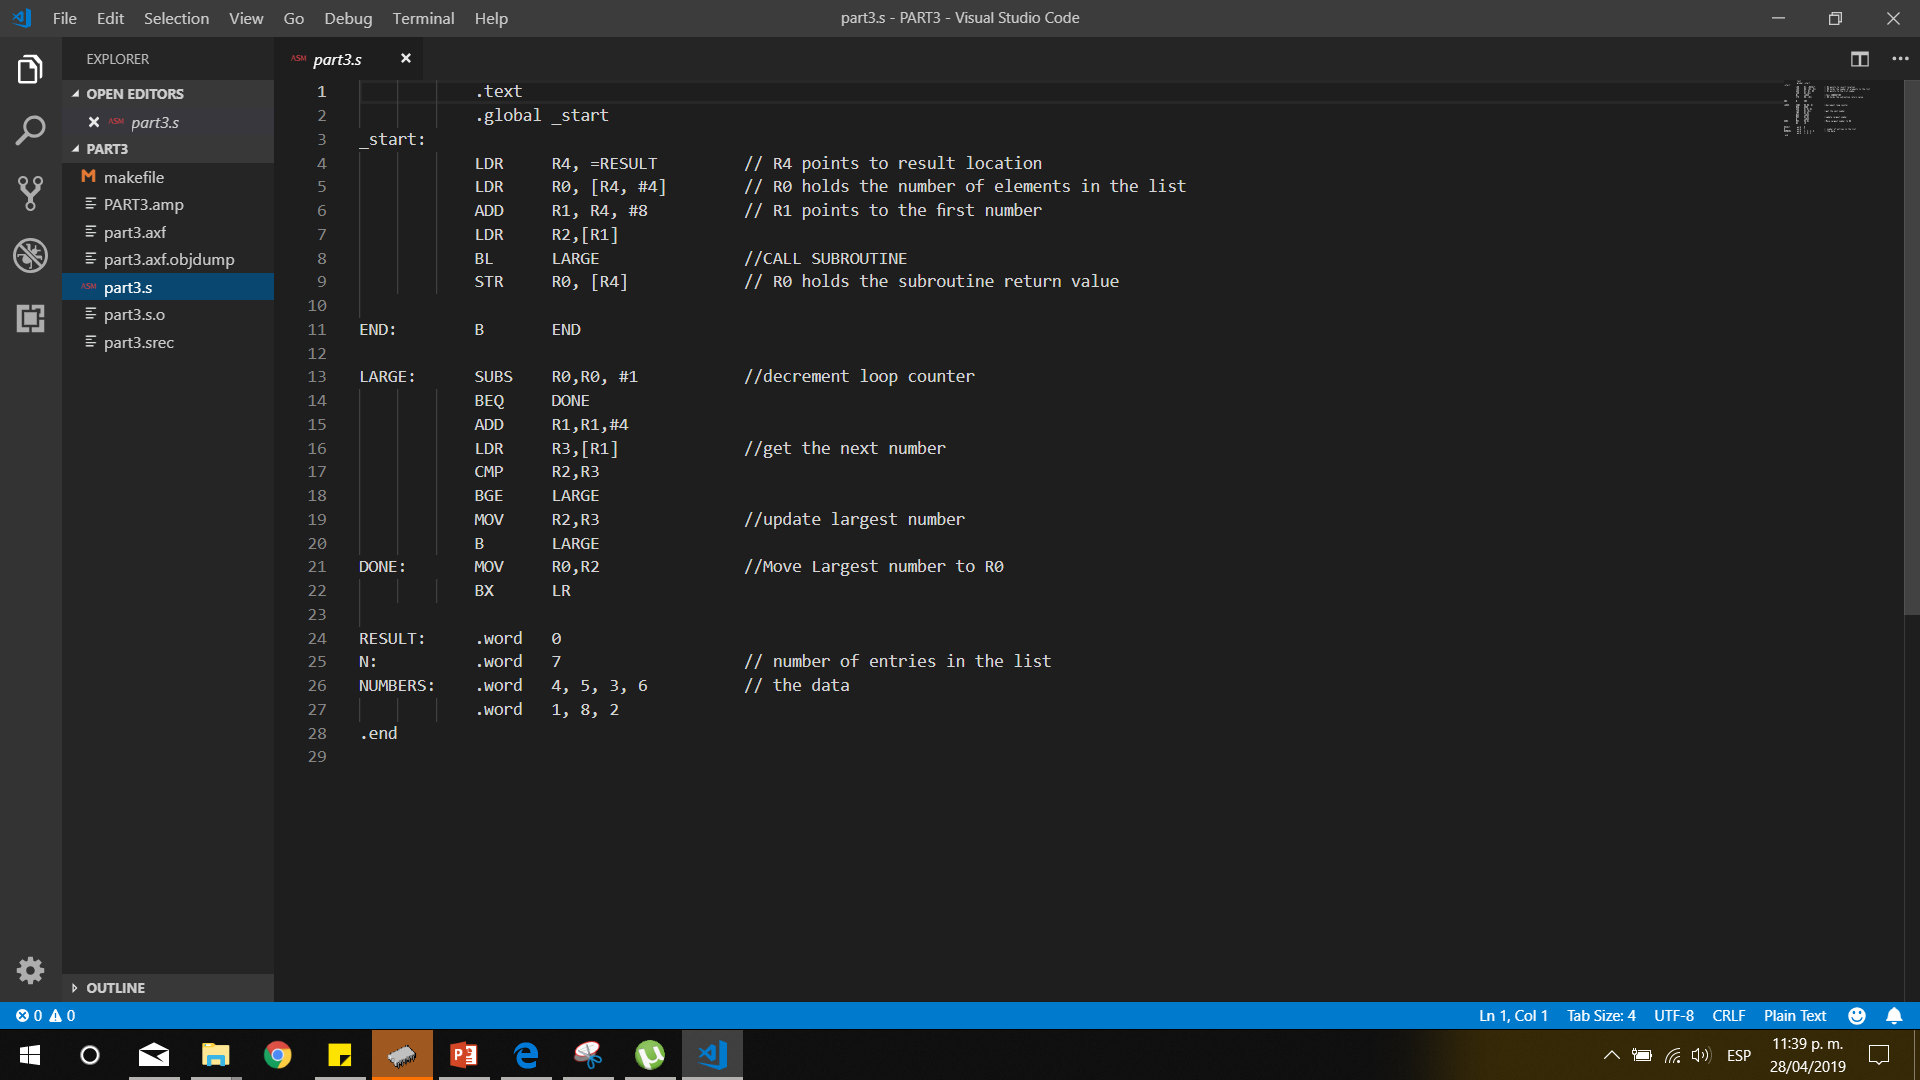 File Edit Selection View Go Debug Terminal Help
part3.s - PART3 - Visual Studio Code
EXPLORER
OPEN EDITORS
ASM part3.s
PART3
M makefile
PART3.amp
part3.axf
part3.axf.objdump
ASM part3.s
part3.s.o
part3.srec
OUTLINE
ASM part3.s
1 .text
2 .global _start
3 _start:
4 LDR R4, =RESULT // R4 points to result location
5 LDR R0, [R4, #4] // R0 holds the number of elements in the list
6 ADD R1, R4, #8 // R1 points to the first number
7 LDR R2,[R1]
8 BL LARGE //CALL SUBROUTINE
9 STR R0, [R4] // R0 holds the subroutine return value
10
11 END: B END
12
13 LARGE: SUBS R0,R0, #1 //decrement loop counter
14 BEQ DONE
15 ADD R1,R1,#4
16 LDR R3,[R1] //get the next number
17 CMP R2,R3
18 BGE LARGE
19 MOV R2,R3 //update largest number
20 B LARGE
21 DONE: MOV R0,R2 //Move Largest number to R0
22 BX LR
23
24 RESULT: .word 0
25 N: .word 7 // number of entries in the list
26 NUMBERS: .word 4, 5, 3, 6 // the data
27 .word 1, 8, 2
28 .end
29
0 0
Ln 1, Col 1 Tab Size: 4 UTF-8 CRLF Plain Text
ESP
11:39 p. m.
28/04/2019